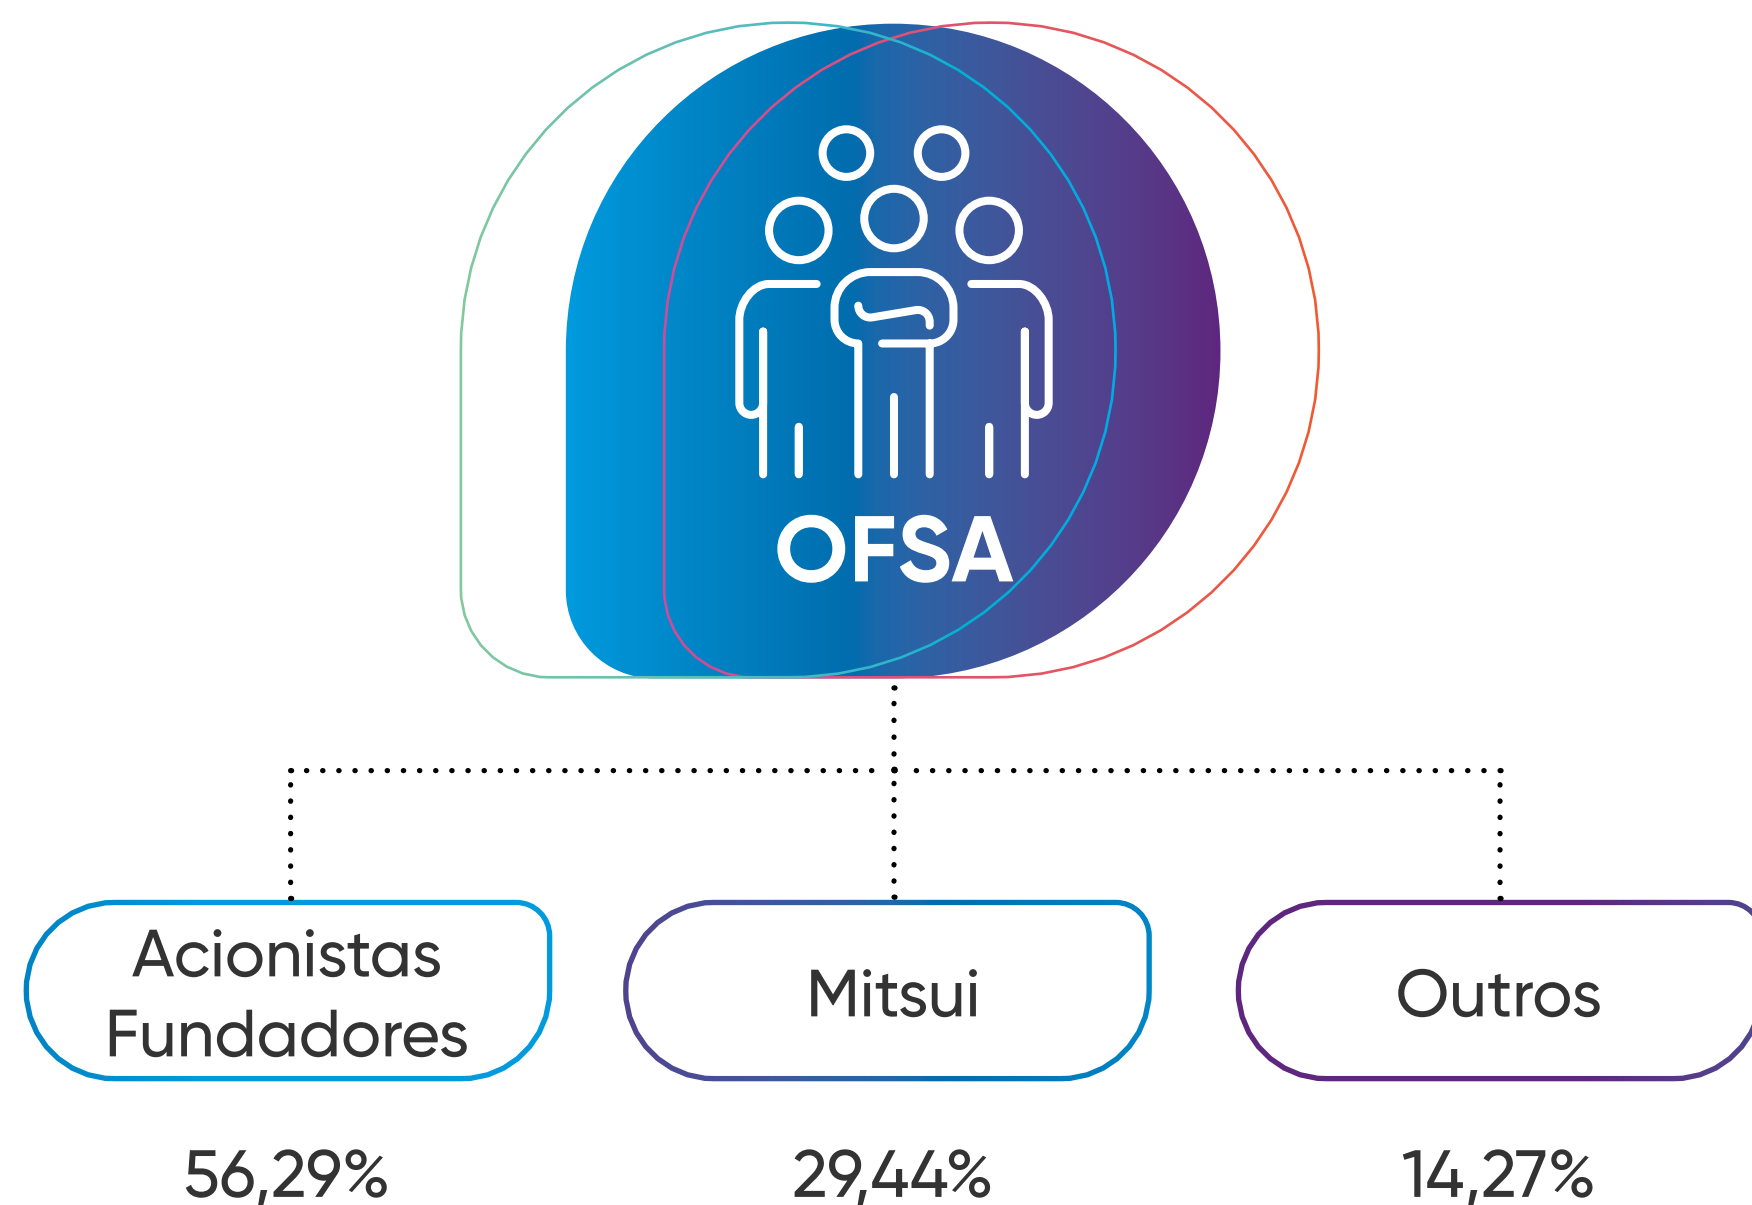 OFSA
Acionistas
Fundadores
Mitsui
Outros
56,29%
29,44%
14,27%